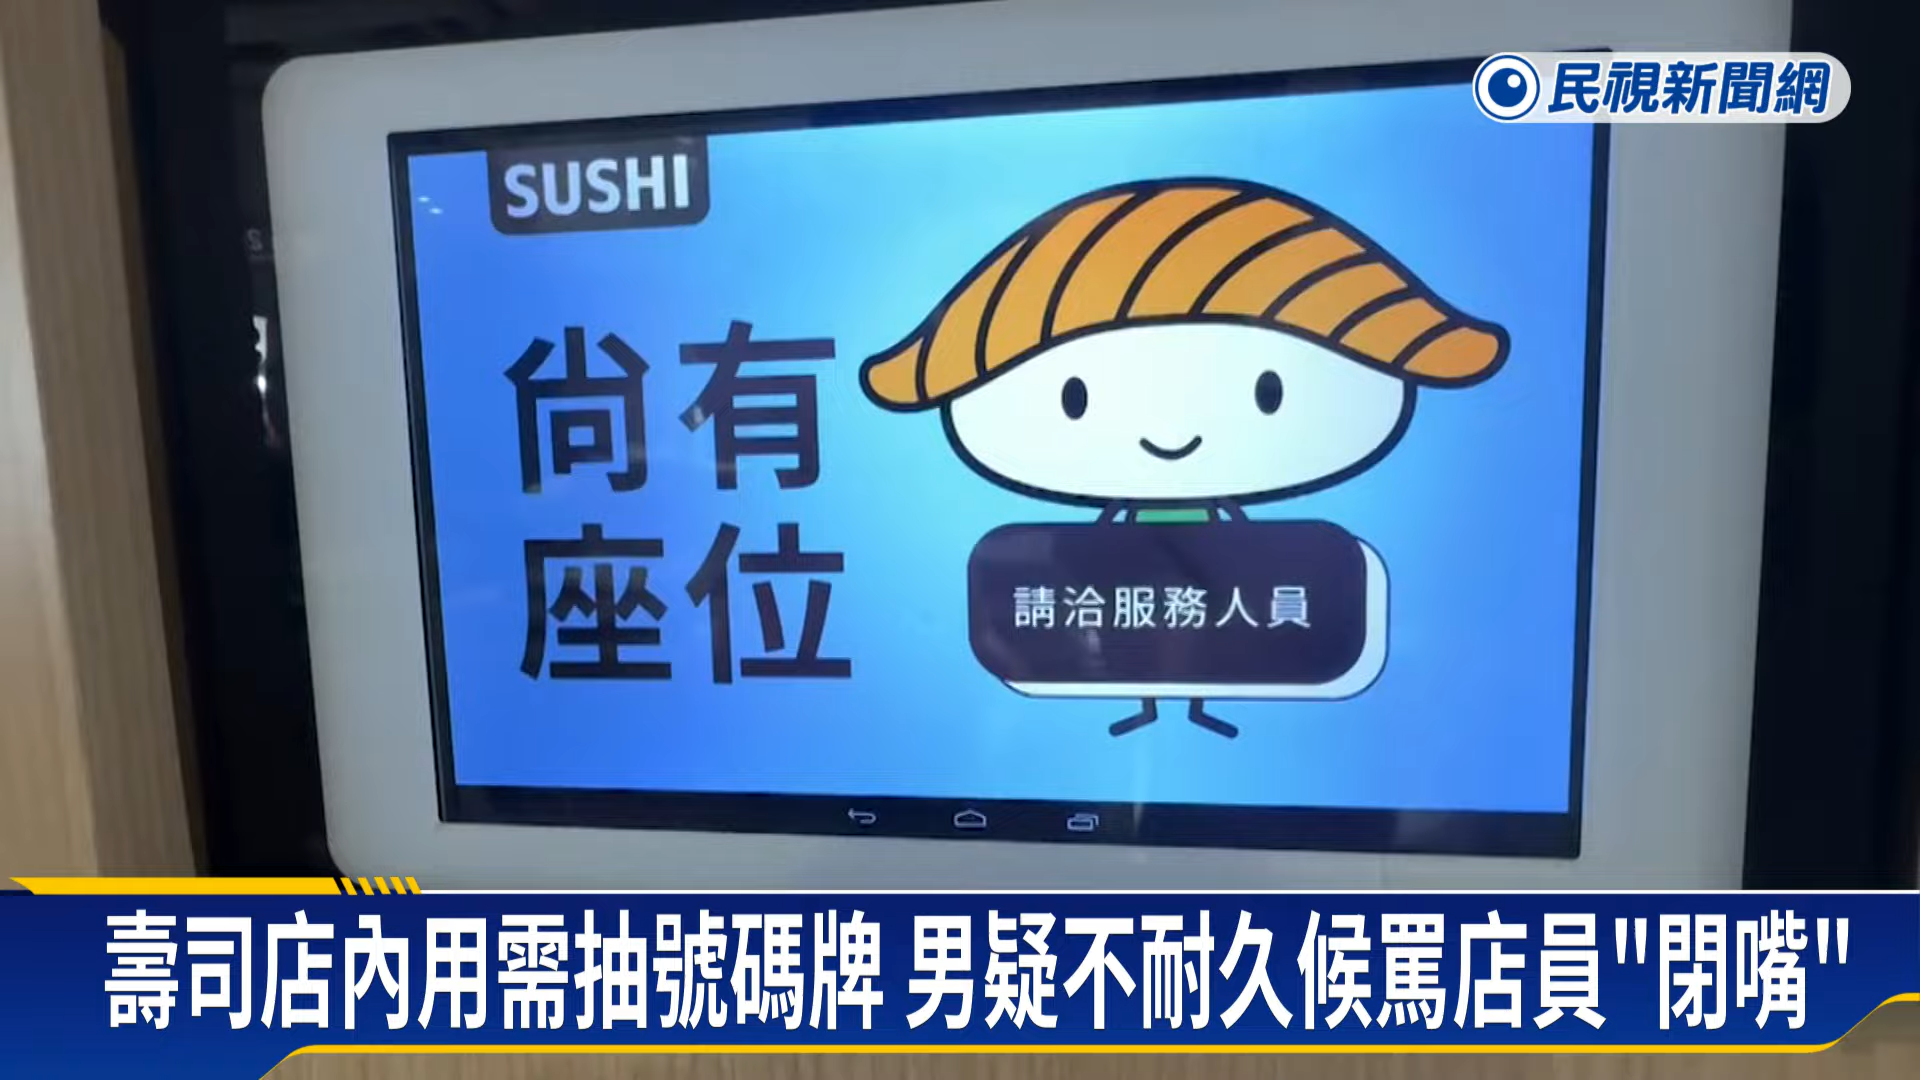 民視新聞網
SUSHI
尚有
座位
請洽服務人員
壽司店內用需抽號碼牌 男疑不耐久候罵店員"閉嘴"